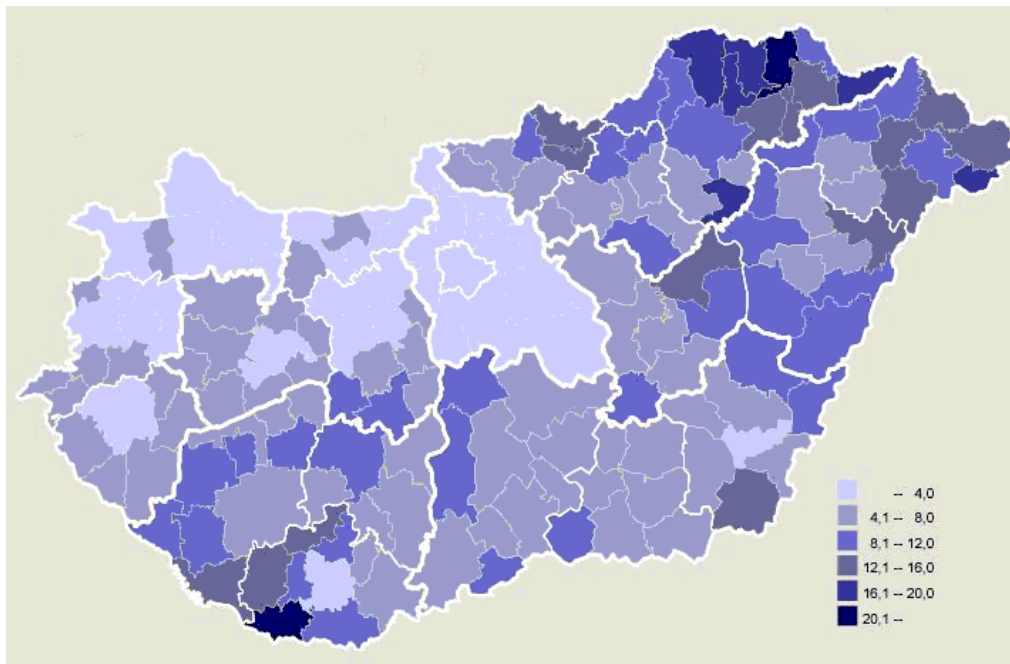 -- 4,0
4,1 -- 8,0
8,1 -- 12,0
12,1 -- 16,0
16,1 -- 20,0
20,1 --